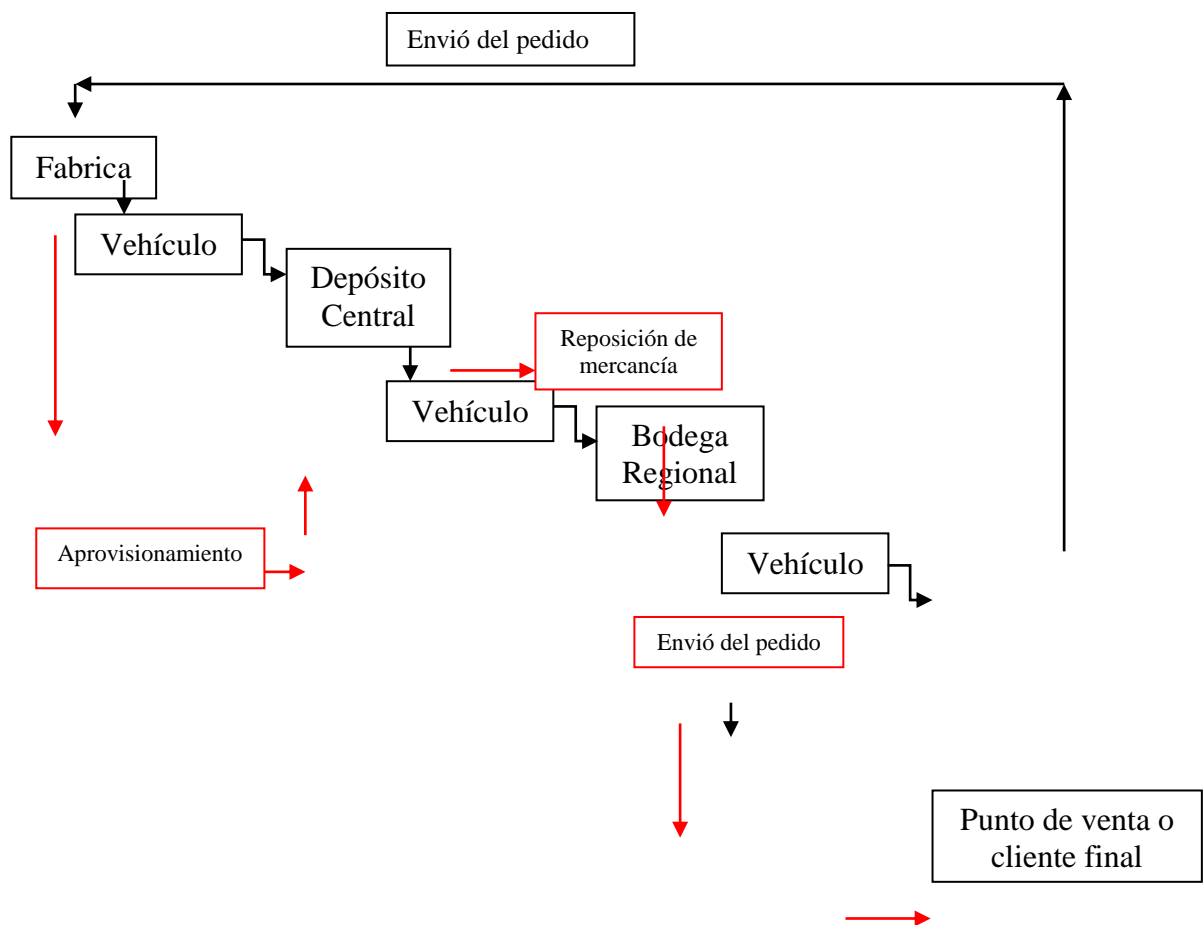 Envió del pedido
Fabrica
Vehículo
Depósito
Central
Reposición de
mercancía
Vehículo
Bodega
Regional
Aprovisionamiento
Vehículo
Envió del pedido
Punto de venta o
cliente final